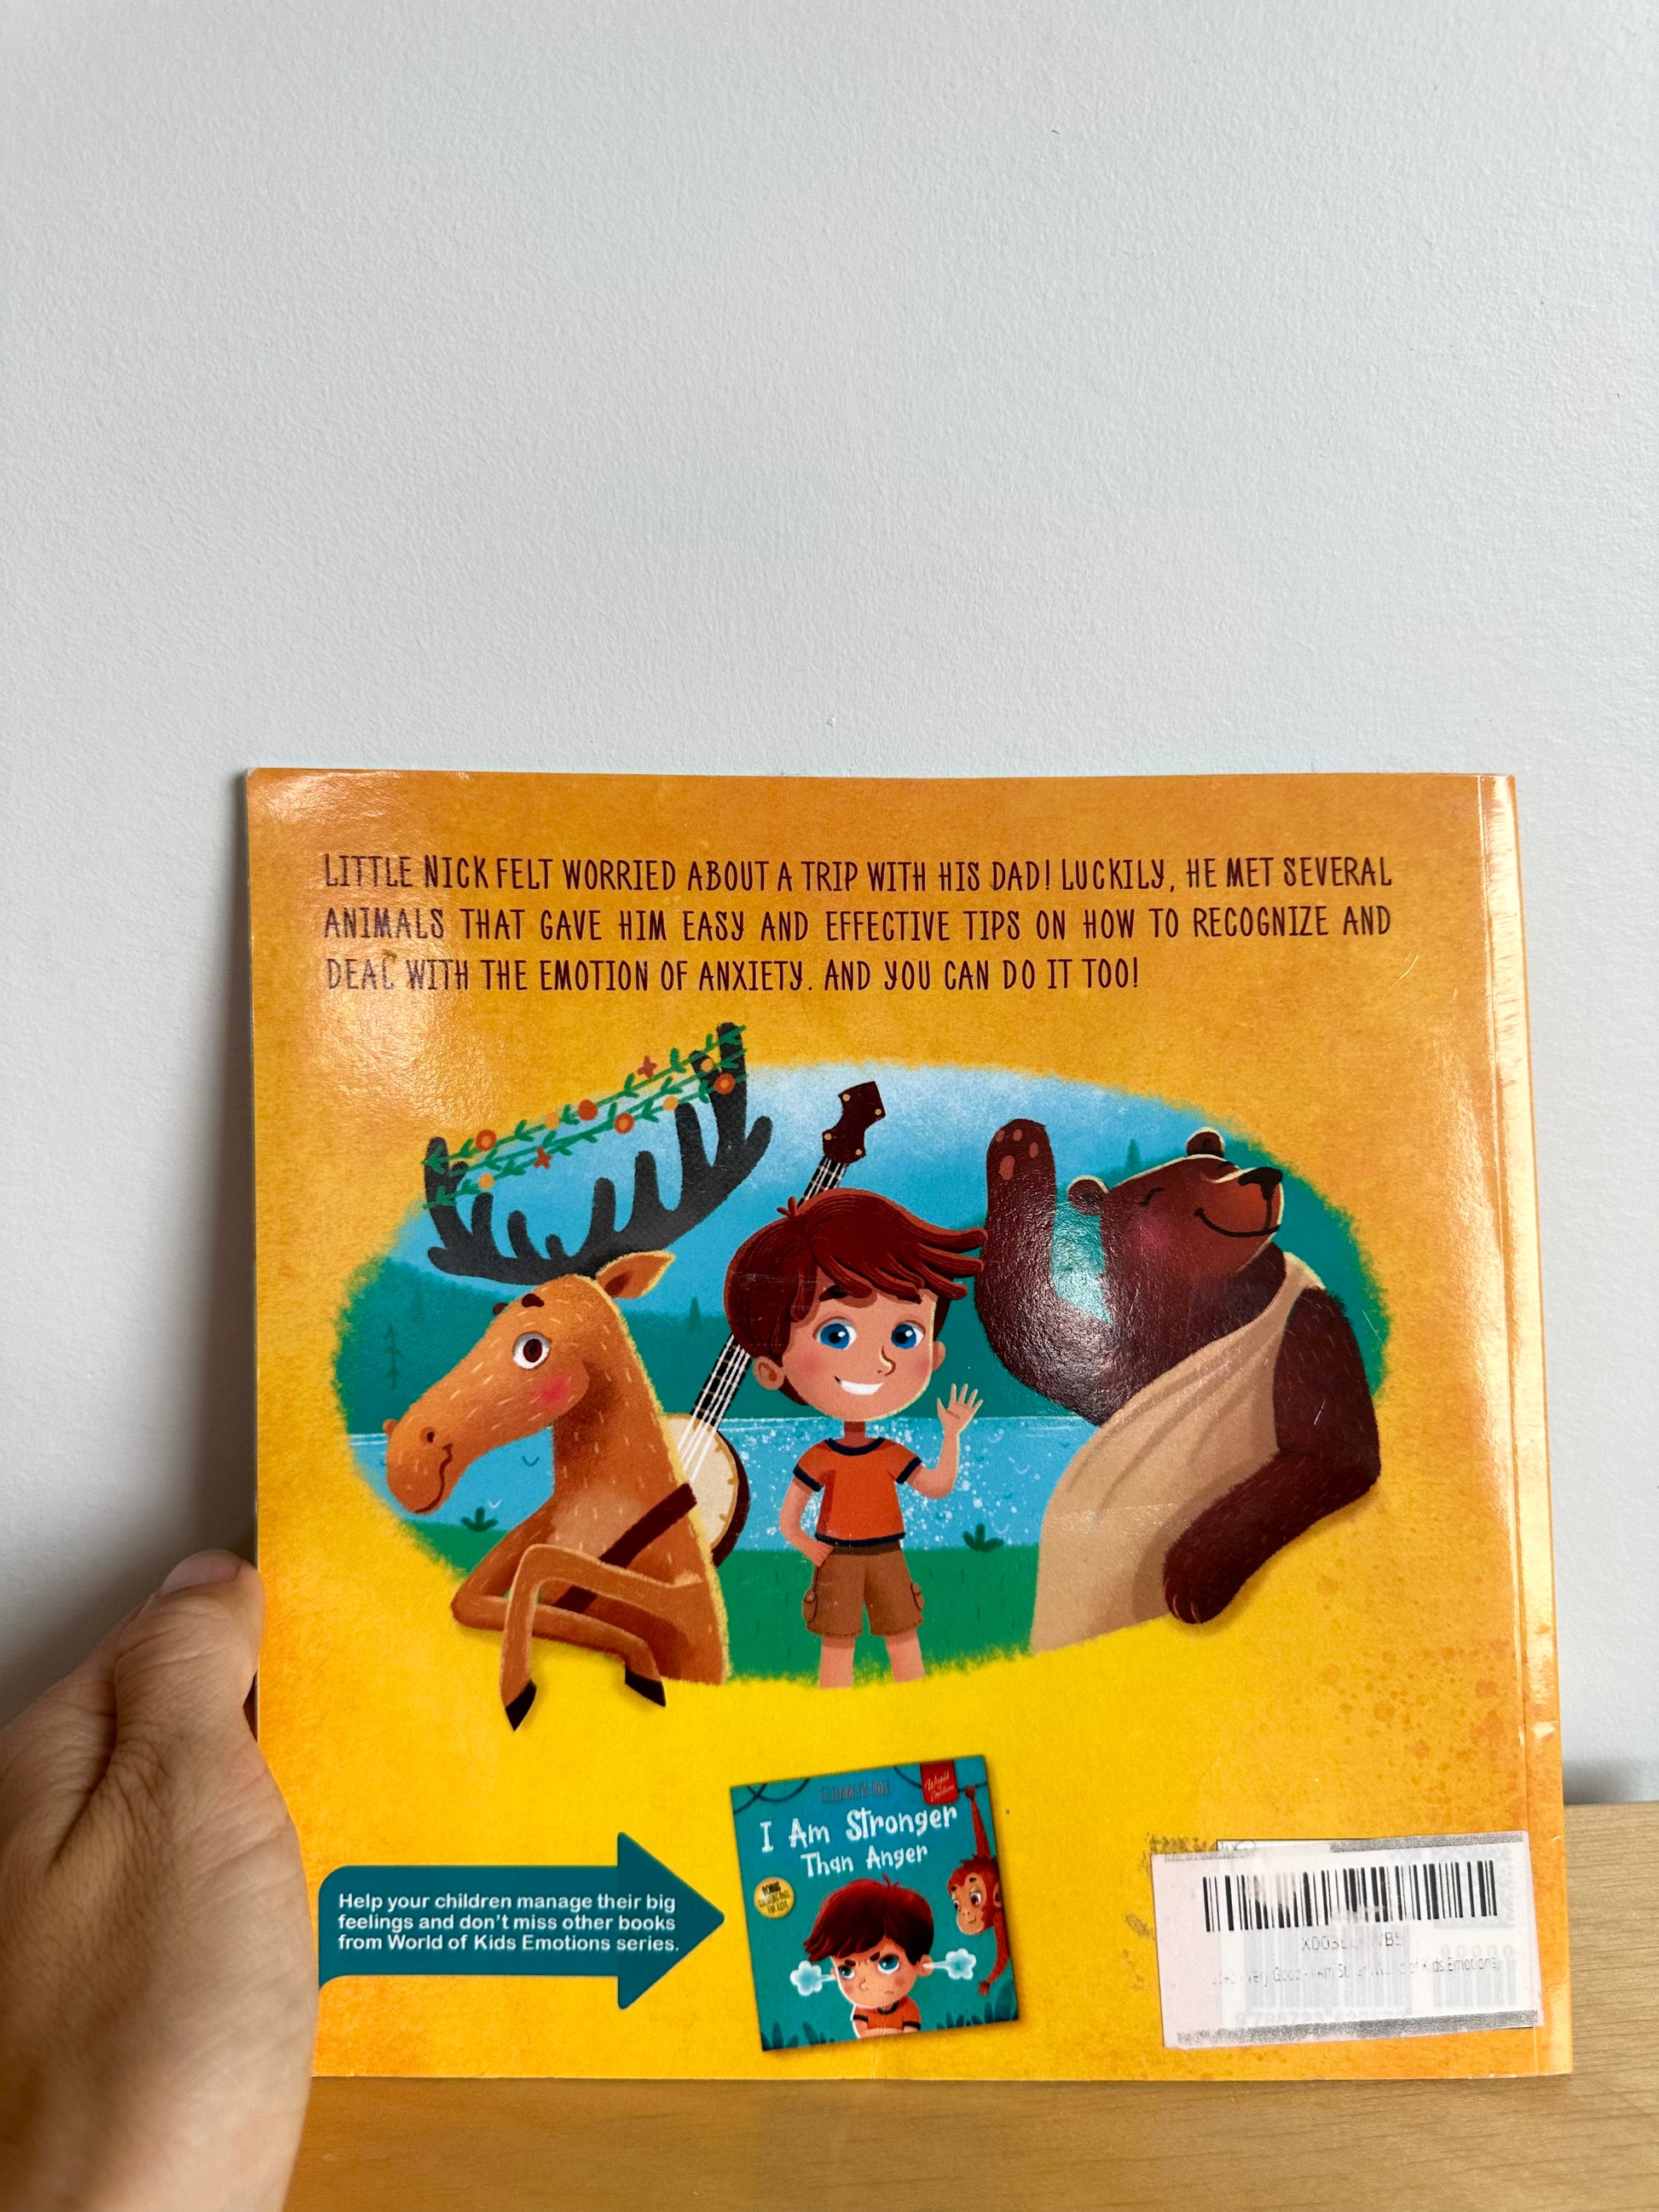 LITTLE NICK FELT WORRIED ABOUT A TRIP WITH HIS DAD! LUCKILY, HE MET SEVERAL
ANIMALS THAT GAVE HIM EASY AND EFFECTIVE TIPS ON HOW TO RECOGNIZE AND
DEAL WITH THE EMOTION OF ANXIETY. AND YOU CAN DO IT TOO!
I Am Stronger
Than Anger
Help your children manage their big
feelings and don't miss other books
from World of Kids Emotions series.
Kids Emotions